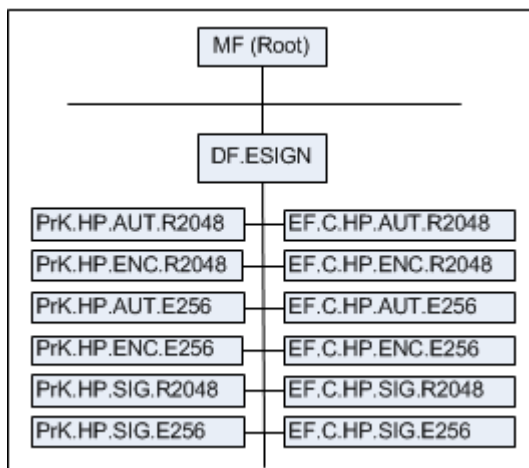 MF (Root)
DF.ESIGN
PrK.HP.AUT.R2048 EF.C.HP.AUT.R2048
PrK.HP.ENC.R2048 EF.C.HP.ENC.R2048
PrK.HP.AUT.E256 EF.C.HP.AUT.E256
PrK.HP.ENC.E256 EF.C.HP.ENC.E256
PrK.HP.SIG.R2048 EF.C.HP.SIG.R2048
PrK.HP.SIG.E256 EF.C.HP.SIG.E256